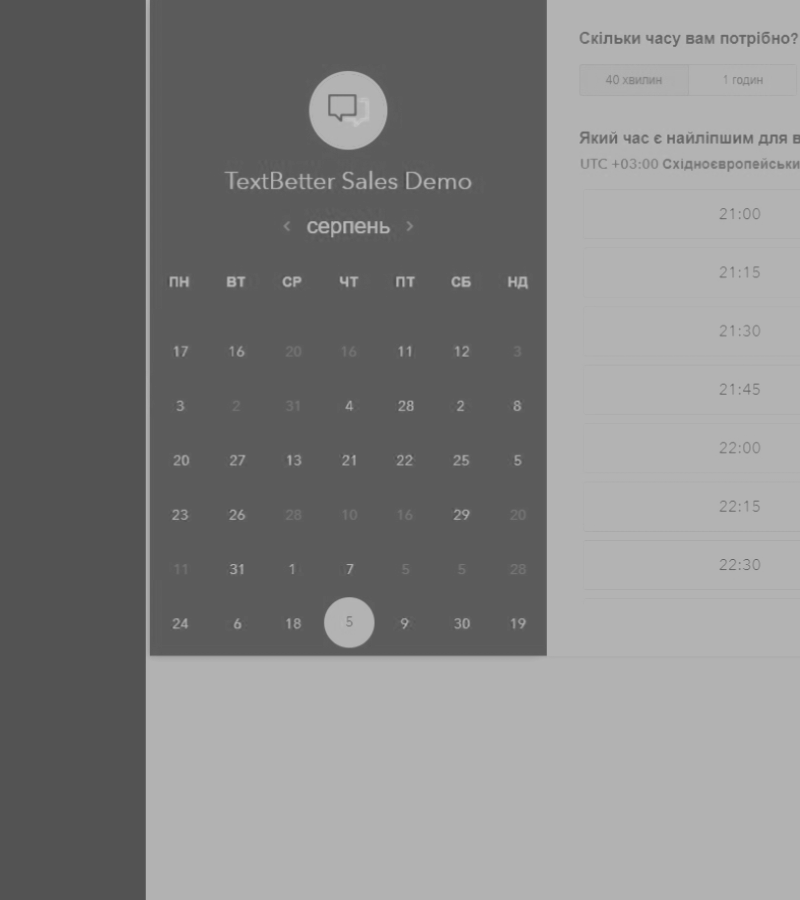 TextBetter Sales Demo
серпень
ПН ВТ СР ЧТ ПТ СБ НД
17 16 20 16 11 12 3
3 2 31 4 28 2 8
20 27 13 21 22 25 5
23 26 28 10 16 29 20
11 31 1 7 5 5 28
24 6 18 5 9 30 19
Скільки часу вам потрібно?
40 хвилин 1 годин
Який час є найліпшим для в
UTC +03:00 Східноєвропейськи
21:00
21:15
21:30
21:45
22:00
22:15
22:30